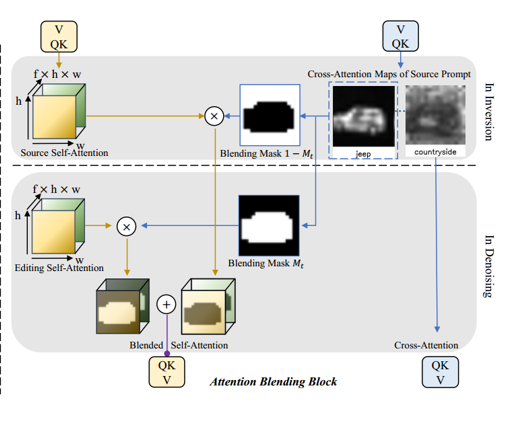 V
QK
V
QK
f × h × w
Cross-Attention Maps of Source Prompt
h
w
Source Self-Attention
×
Blending Mask 1 − Mt
jeep
countryside
In Inversion
f × h × w
h
w
Editing Self-Attention
×
Blending Mask Mt
In Denoising
+
Blended Self-Attention
Cross-Attention
QK
V
QK
V
Attention Blending Block